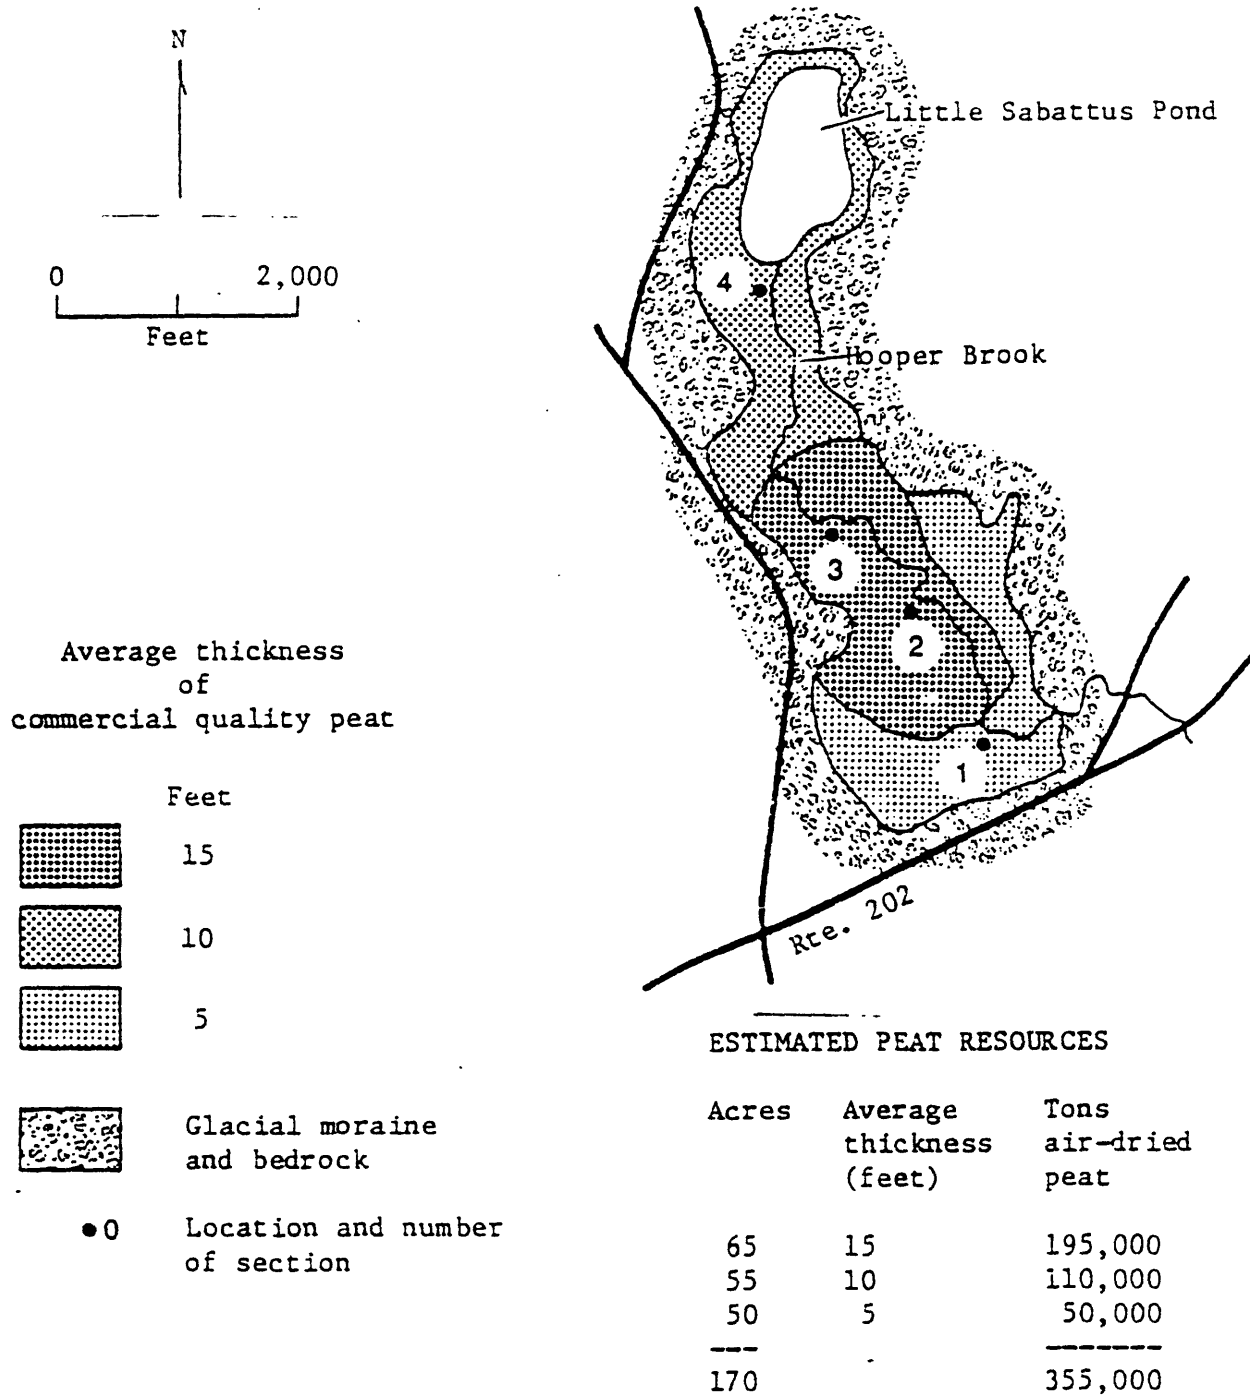 N
0 2,000
Feet
Little Sabattus Pond
4
Hooper Brook
3
2
1
Rte. 202
Average thickness
of
commercial quality peat
Feet
15
10
5
Glacial moraine
and bedrock
0 Location and number
of section
ESTIMATED PEAT RESOURCES
Acres Average Tons
thickness air-dried
(feet) peat
65 15 195,000
55 10 110,000
50 5 50,000
170 355,000